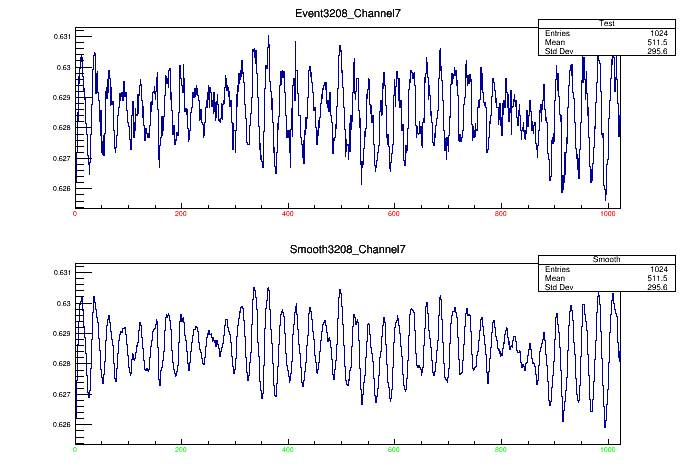 Event3208_Channel7
Test
Entries 1024
Mean 511.5
Std Dev 295.6
0.631
0.63
0.629
0.628
0.627
0.626
0 200 400 600 800 1000
Smooth3208_Channel7
Smooth
Entries 1024
Mean 511.5
Std Dev 295.6
0.631
0.63
0.629
0.628
0.627
0.626
0 200 400 600 800 1000